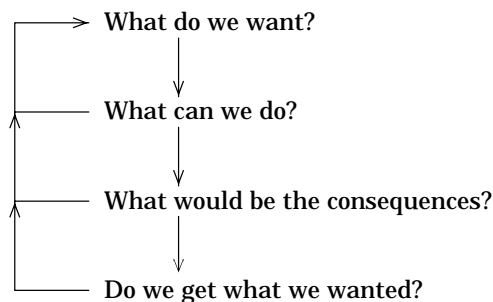 What do we want?
What can we do?
What would be the consequences?
Do we get what we wanted?